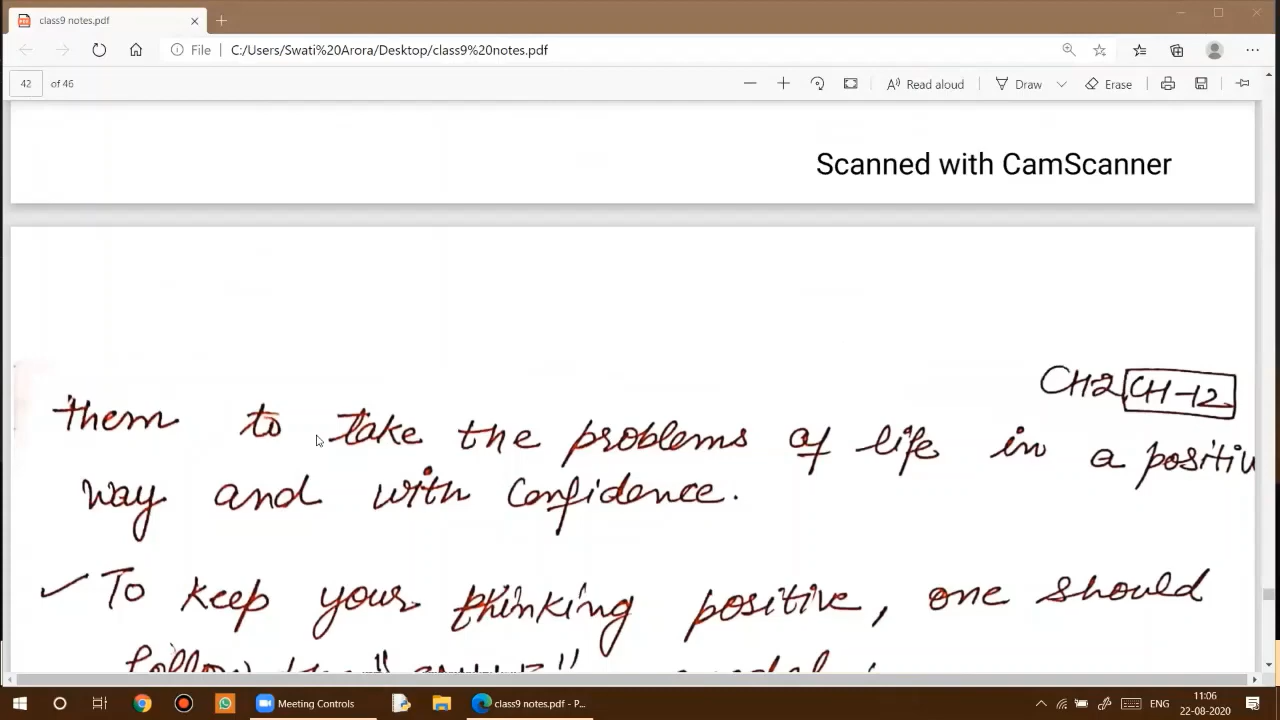 class9 notes.pdf
File C:/Users/Swati%20Arora/Desktop/class9%20notes.pdf
42 of 46 Read aloud Draw Erase
Scanned with CamScanner
CH2 CH-12
them to take the problems of life in a positiv
way and with Confidence.
✓ To keep your thinking positive, one should
follow
Meeting Controls class9 notes.pdf - P... ENG 11:06
22-08-2020